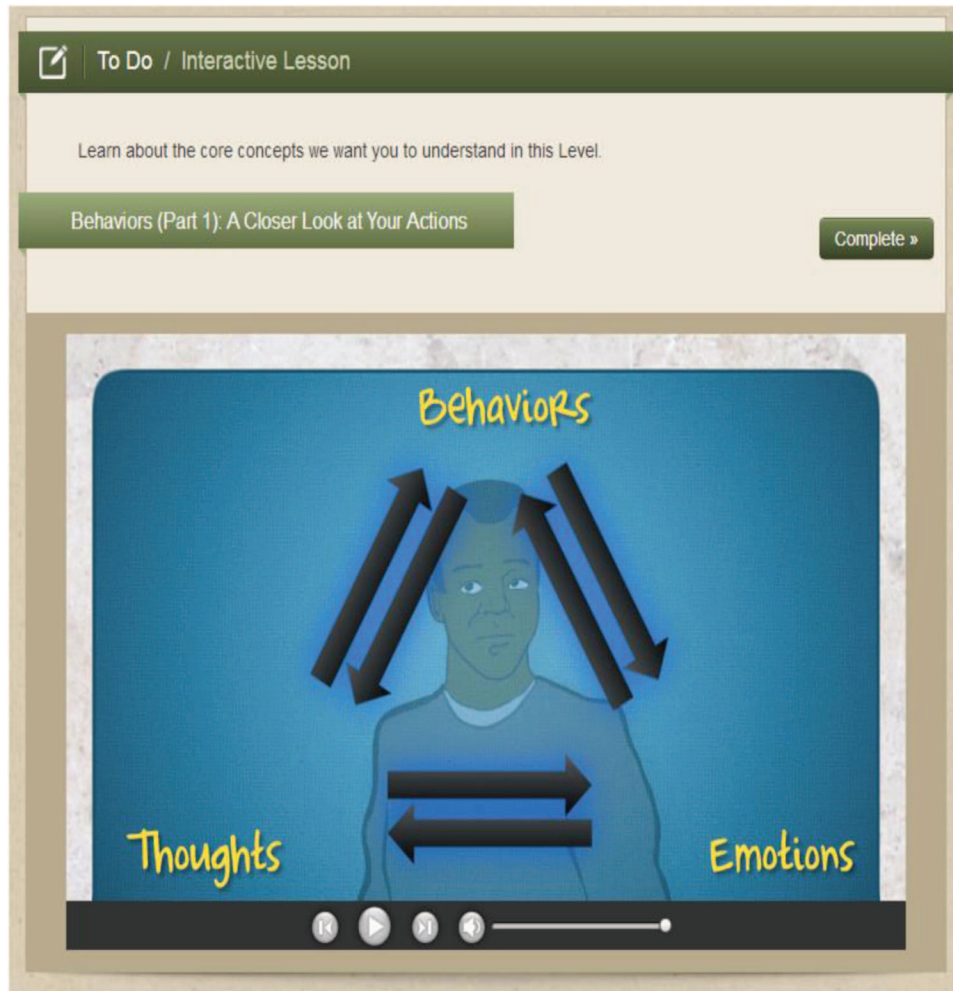 To Do / Interactive Lesson
Learn about the core concepts we want you to understand in this Level.
Behaviors (Part 1): A Closer Look at Your Actions
Complete »
Behaviors
Thoughts
Emotions